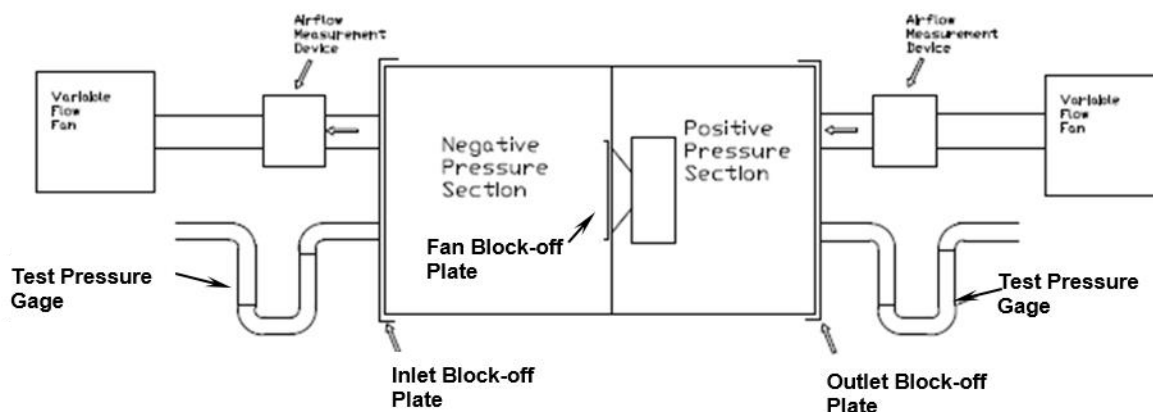 Airflow
Measurement
Device
Airflow
Measurement
Device
Variable
Flow
Fan
Negative
Pressure
Section
Positive
Pressure
Section
Variable
Flow
Fan
Fan Block-off
Plate
Test Pressure
Gage
Test Pressure
Gage
Inlet Block-off
Plate
Outlet Block-off
Plate